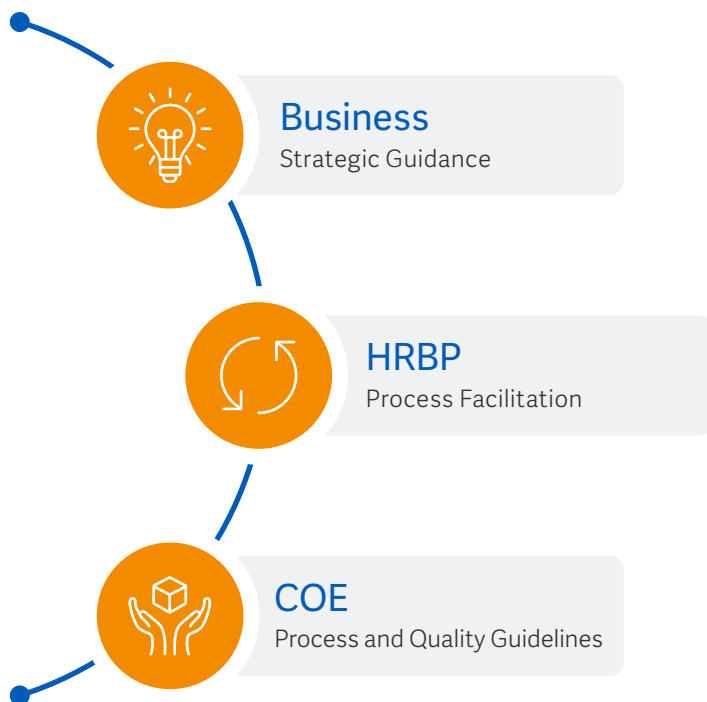 Business
Strategic Guidance
HRBP
Process Facilitation
COE
Process and Quality Guidelines